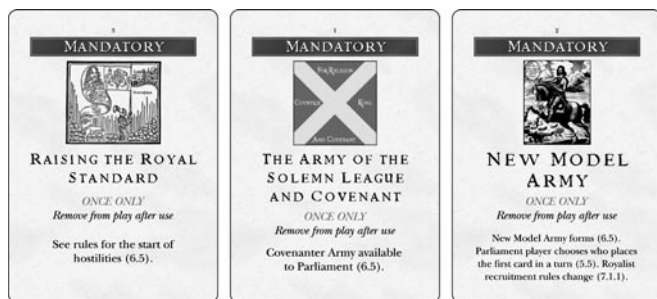 3
MANDATORY
RAISING THE ROYAL
STANDARD
ONCE ONLY
Remove from play after use
See rules for the start of
hostilities (6.5).
1
MANDATORY
FOR RELIGION
COUNTRIE
KING
AND COVENANT
THE ARMY OF THE
SOLEMN LEAGUE
AND COVENANT
ONCE ONLY
Remove from play after use
Covenanter Army available
to Parliament (6.5).
2
MANDATORY
NEW MODEL
ARMY
ONCE ONLY
Remove from play after use
New Model Army forms (6.5).
Parliament player chooses who places
the first card in a turn (5.5). Royalist
recruitment rules change (7.1.1).